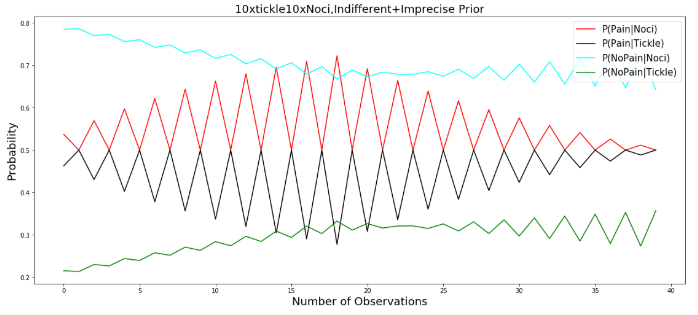 10xtickle10xNoci,Indifferent+Imprecise Prior
P(Pain|Noci)
P(Pain|Tickle)
P(NoPain|Noci)
P(NoPain|Tickle)
Probability
0.8
0.7
0.6
0.5
0.4
0.3
0.2
0 5 10 15 20 25 30 35 40
Number of Observations